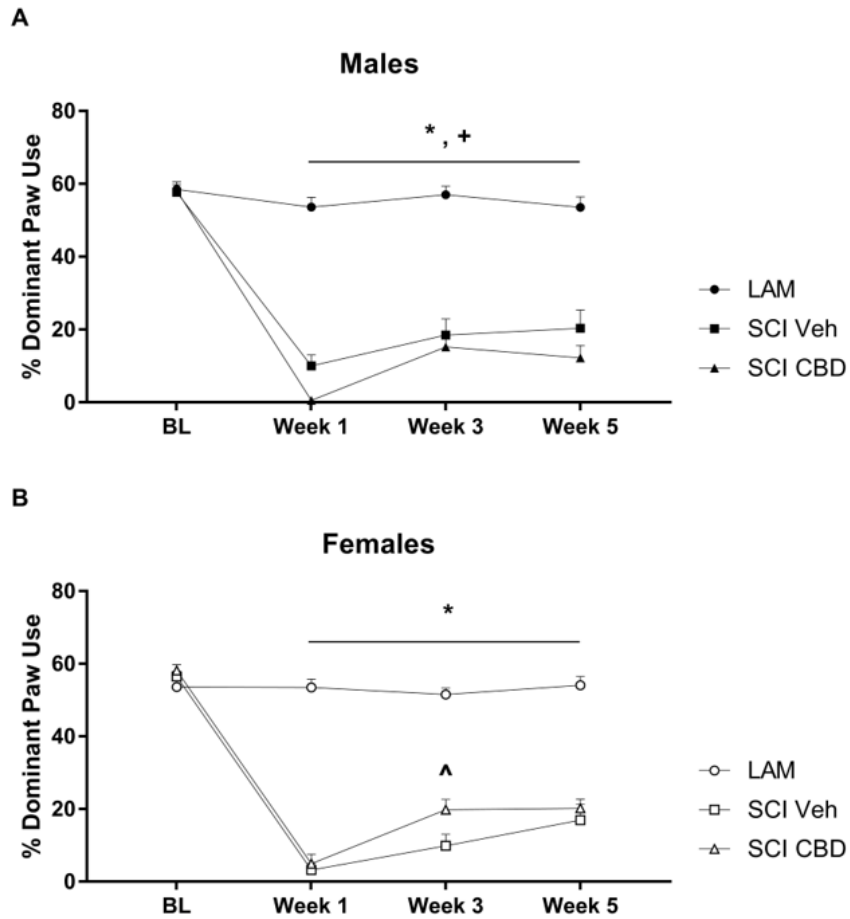 A
Males
% Dominant Paw Use
80
60
40
20
0
* , +
BL Week 1 Week 3 Week 5
LAM
SCI Veh
SCI CBD
B
Females
% Dominant Paw Use
80
60
40
20
0
*
^
BL Week 1 Week 3 Week 5
LAM
SCI Veh
SCI CBD